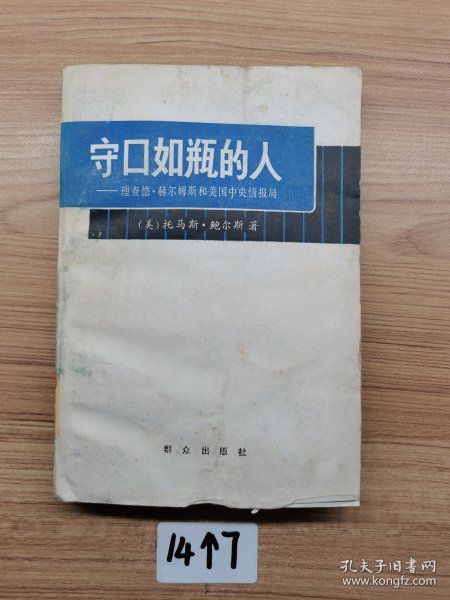 守口如瓶的人
——理查德·赫尔姆斯和美国中央情报局
（美）托马斯·鲍尔斯 著
群众出版社
14↑7
孔夫子旧书网
www.kongfz.com